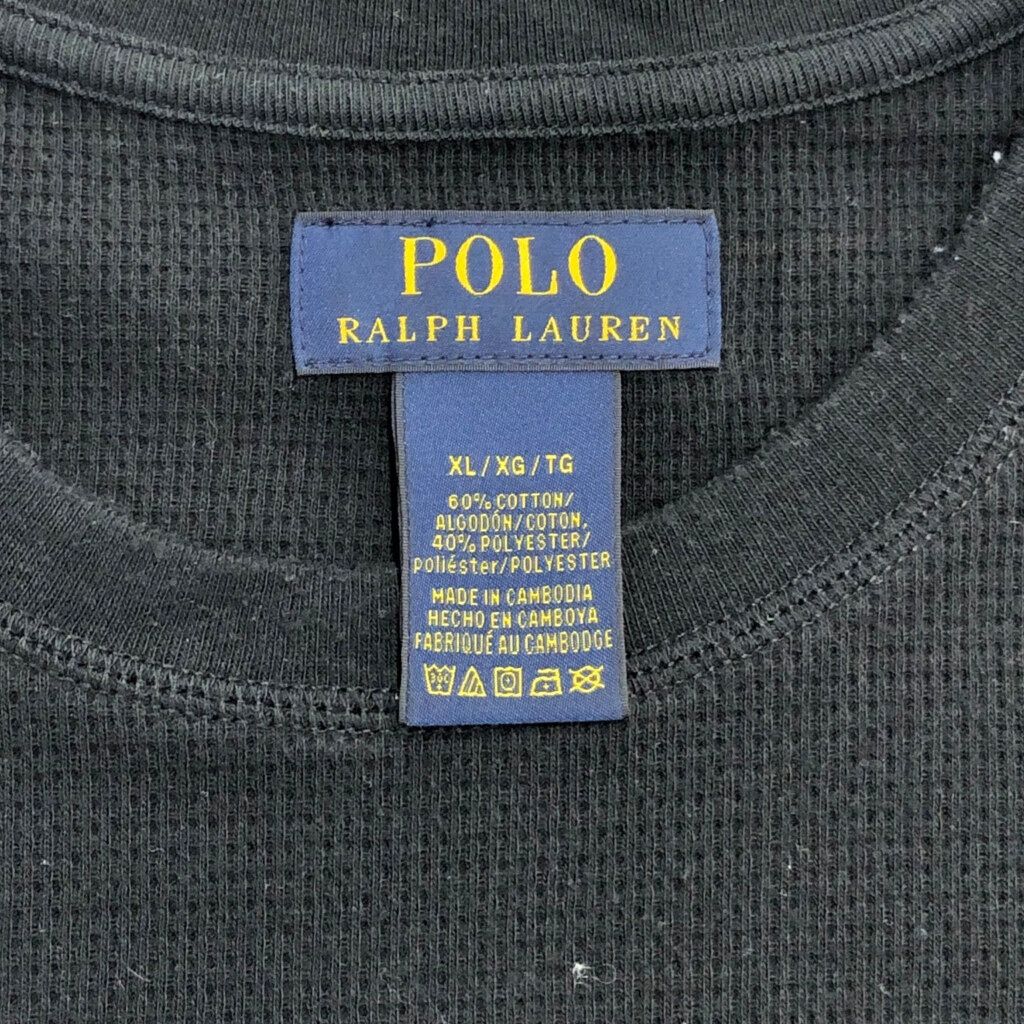 POLO
RALPH LAUREN
XL/XG/TG
60% COTTON/
ALGODÓN/COTON,
40% POLYESTER/
poliéster/POLYESTER
MADE IN CAMBODIA
HECHO EN CAMBOYA
FABRIQUÉ AU CAMBODGE